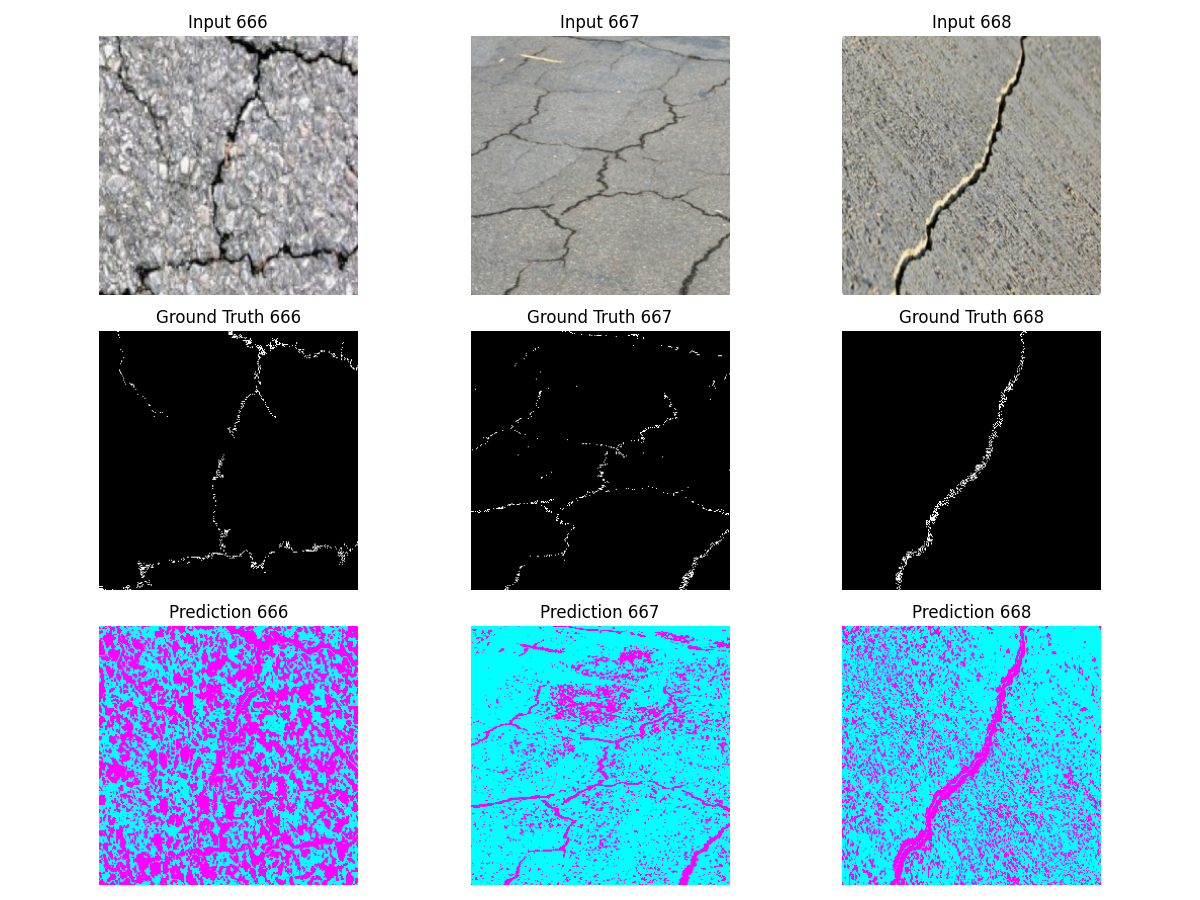 Input 666
Input 667
Input 668
Ground Truth 666
Ground Truth 667
Ground Truth 668
Prediction 666
Prediction 667
Prediction 668